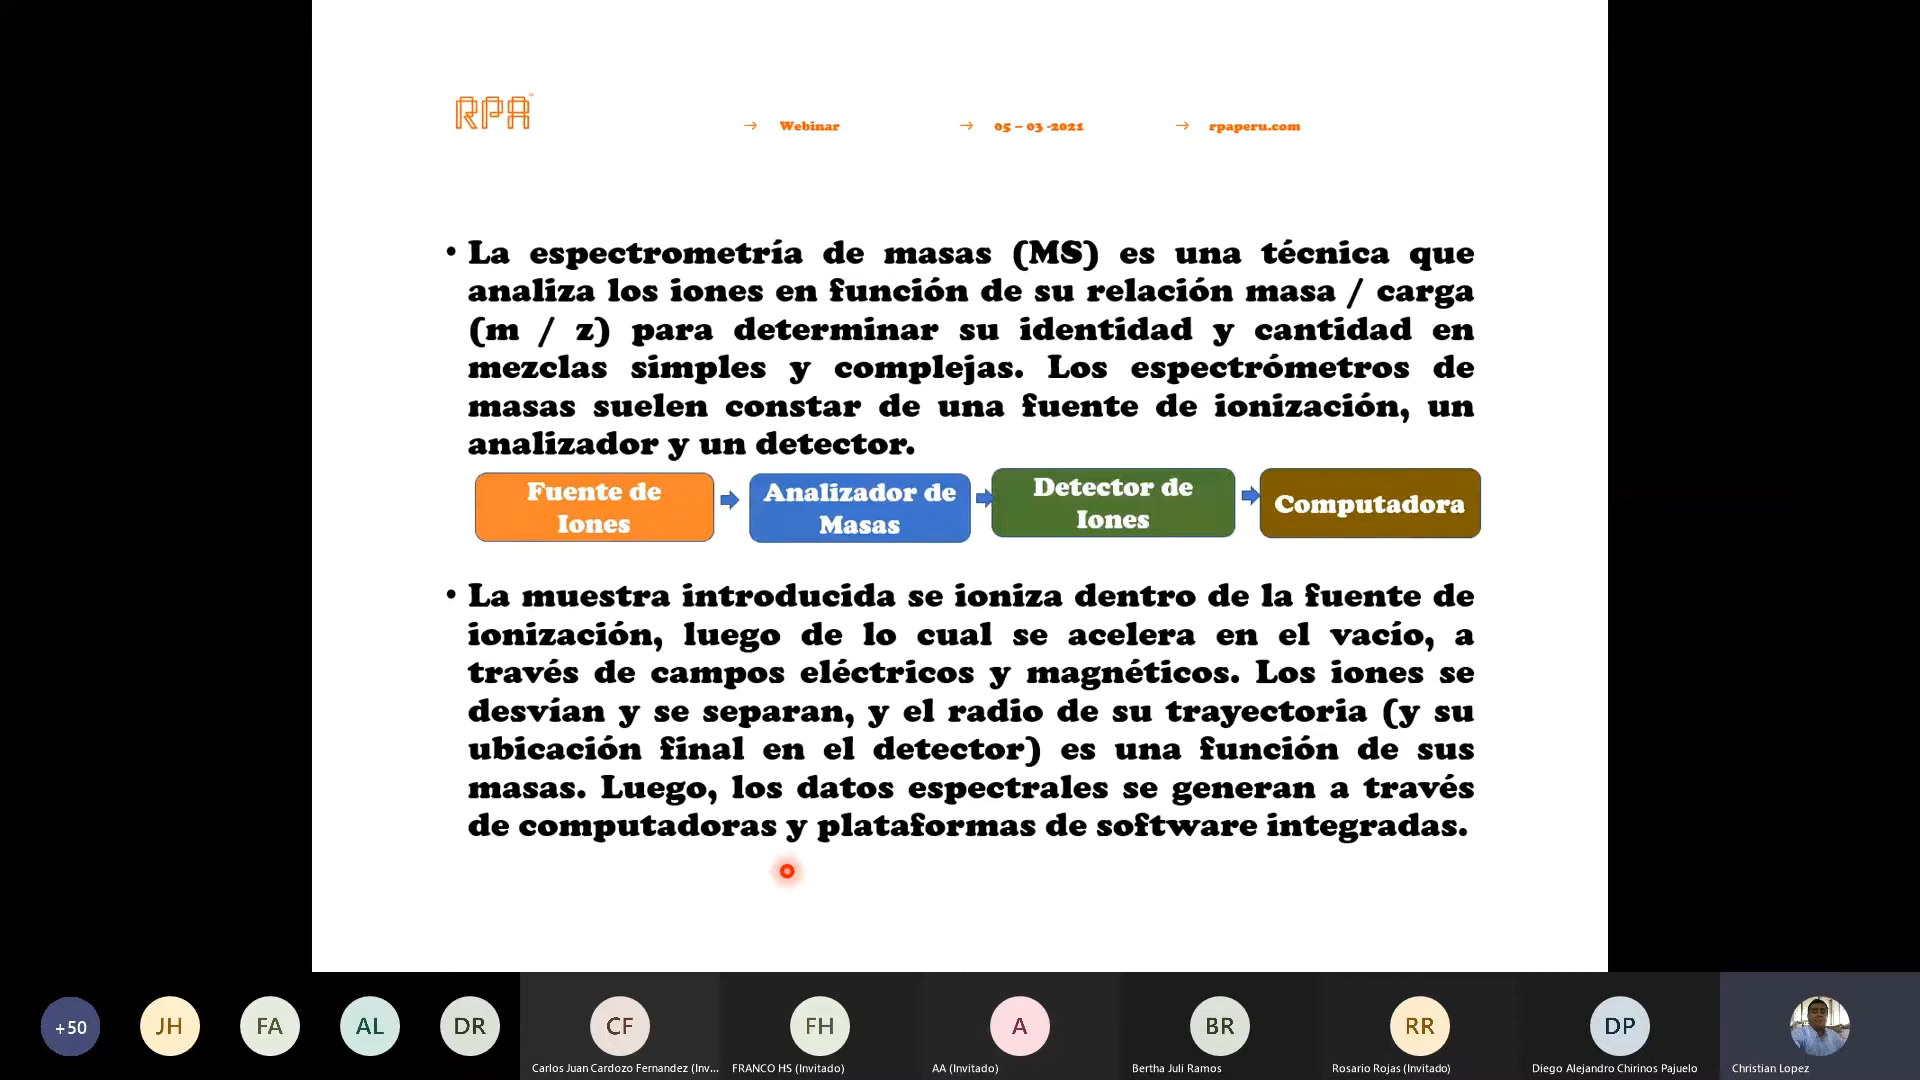 RPA
→ Webinar → 05 – 03 -2021 → rpaperu.com
• La espectrometría de masas (MS) es una técnica que
analiza los iones en función de su relación masa / carga
(m / z) para determinar su identidad y cantidad en
mezclas simples y complejas. Los espectrómetros de
masas suelen constar de una fuente de ionización, un
analizador y un detector.
Fuente de
Iones
Analizador de
Masas
Detector de
Iones
Computadora
• La muestra introducida se ioniza dentro de la fuente de
ionización, luego de lo cual se acelera en el vacío, a
través de campos eléctricos y magnéticos. Los iones se
desvían y se separan, y el radio de su trayectoria (y su
ubicación final en el detector) es una función de sus
masas. Luego, los datos espectrales se generan a través
de computadoras y plataformas de software integradas.
+50
JH
FA
AL
DR
CF
Carlos Juan Cardozo Fernandez (Inv...
FH
FRANCO HS (Invitado)
A
AA (Invitado)
BR
Bertha Juli Ramos
RR
Rosario Rojas (Invitado)
DP
Diego Alejandro Chirinos Pajuelo
Christian Lopez